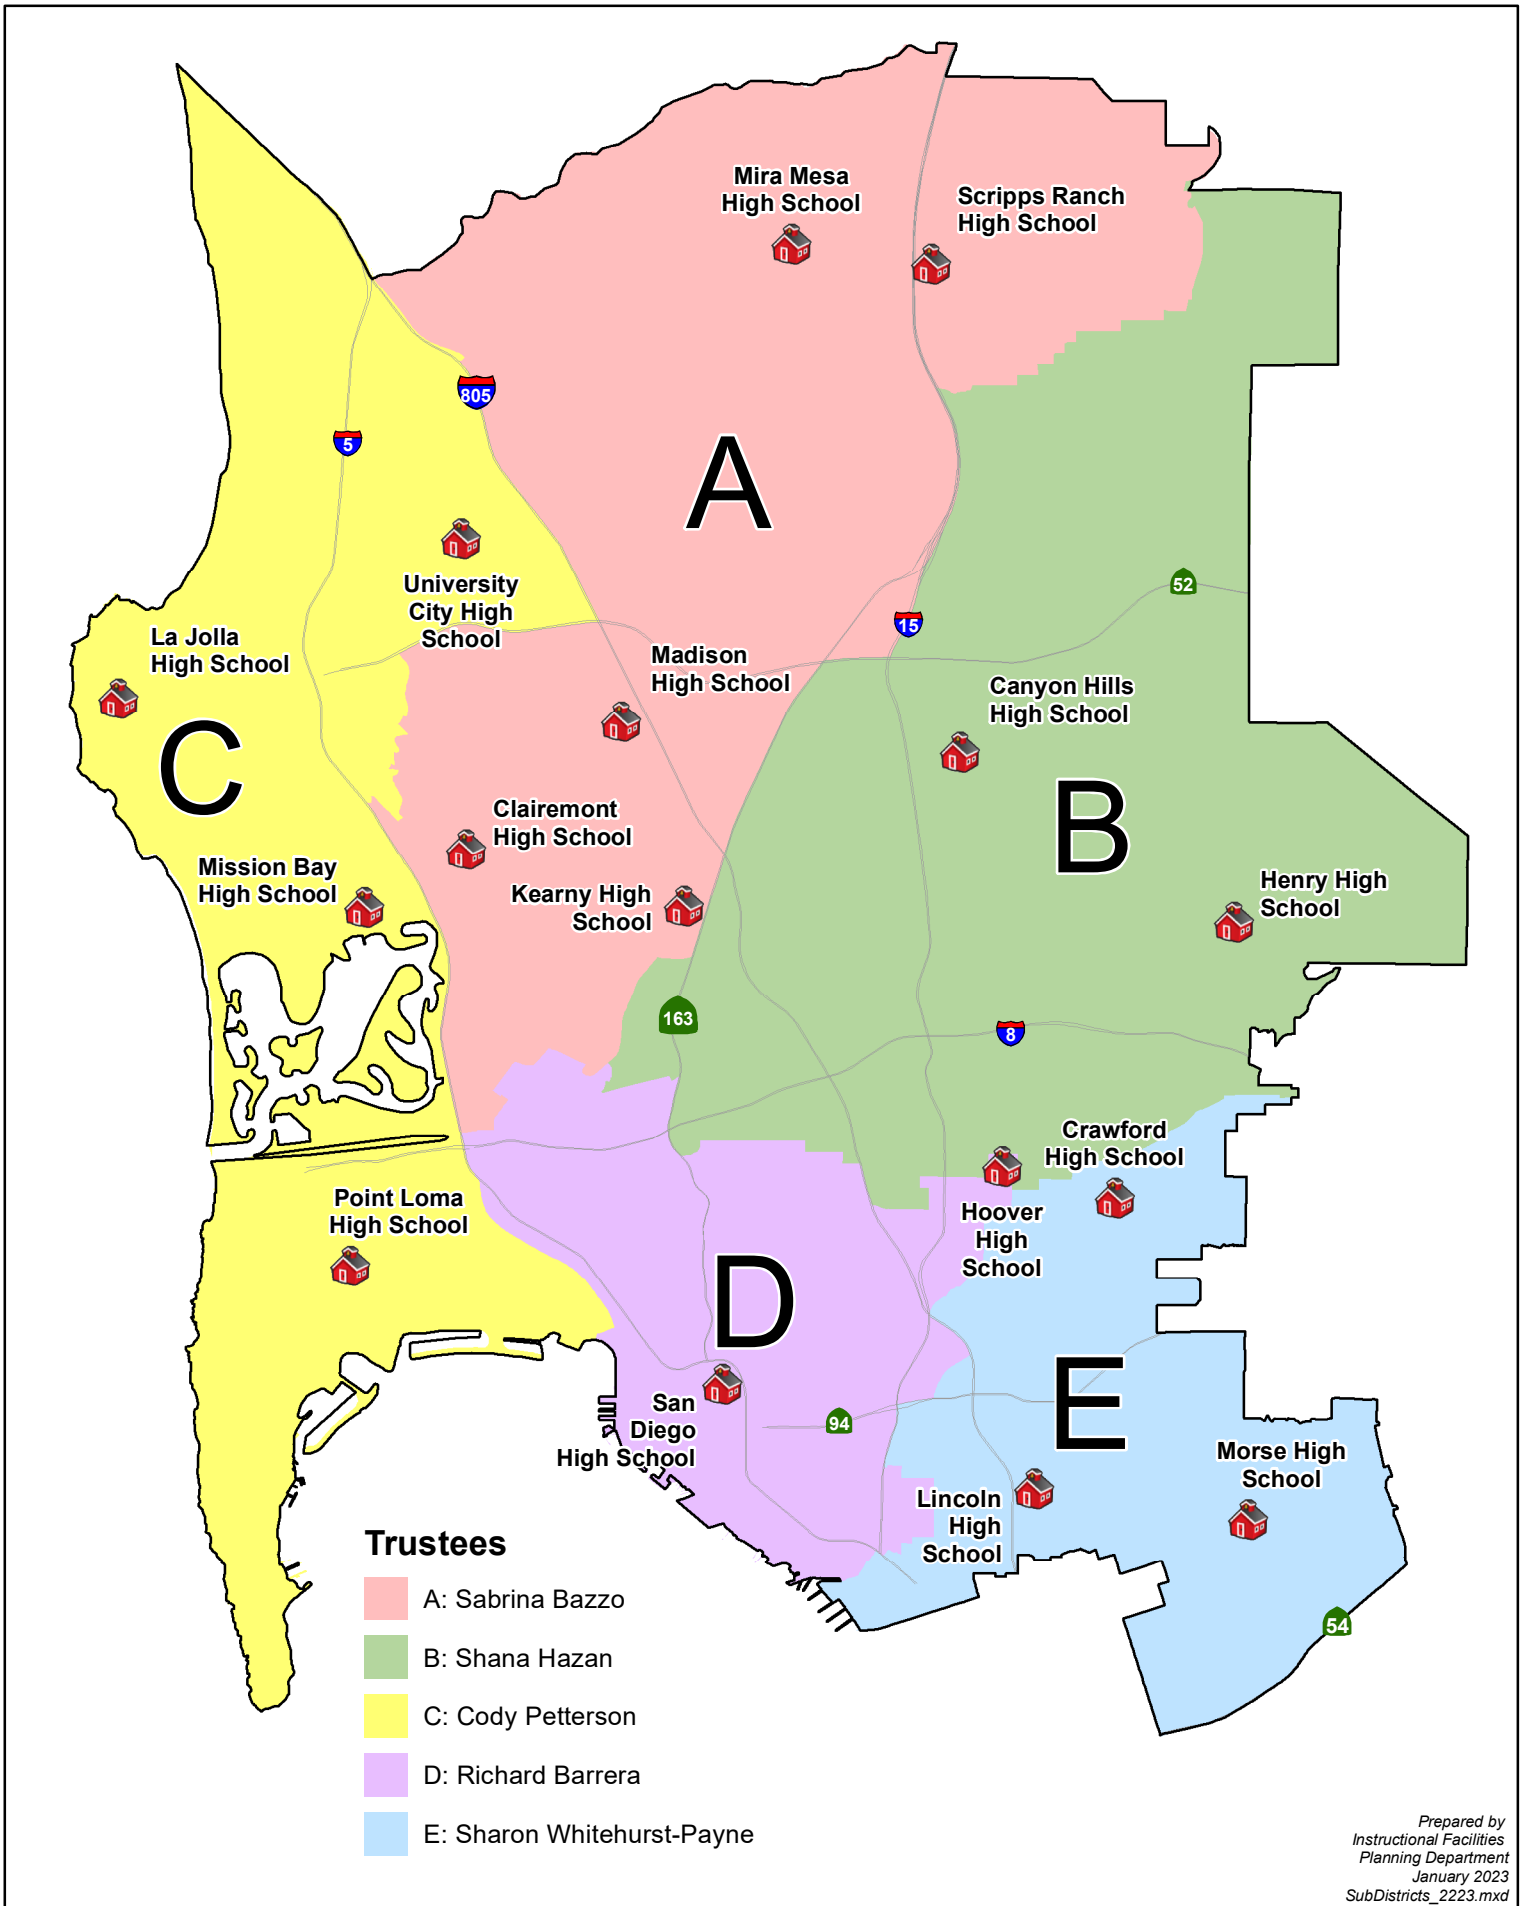 Mira Mesa
High School
Scripps Ranch
High School
805
5
A
University
City High
School
52
15
La Jolla
High School
Madison
High School
Canyon Hills
High School
C
B
Clairemont
High School
Mission Bay
High School
Kearny High
School
Henry High
School
163
8
Crawford
High School
Point Loma
High School
Hoover
High
School
D
E
San
Diego
High School
94
Morse High
School
Lincoln
High
School
54
Trustees
A: Sabrina Bazzo
B: Shana Hazan
C: Cody Petterson
D: Richard Barrera
E: Sharon Whitehurst-Payne
Prepared by
Instructional Facilities
Planning Department
January 2023
SubDistricts_2223.mxd